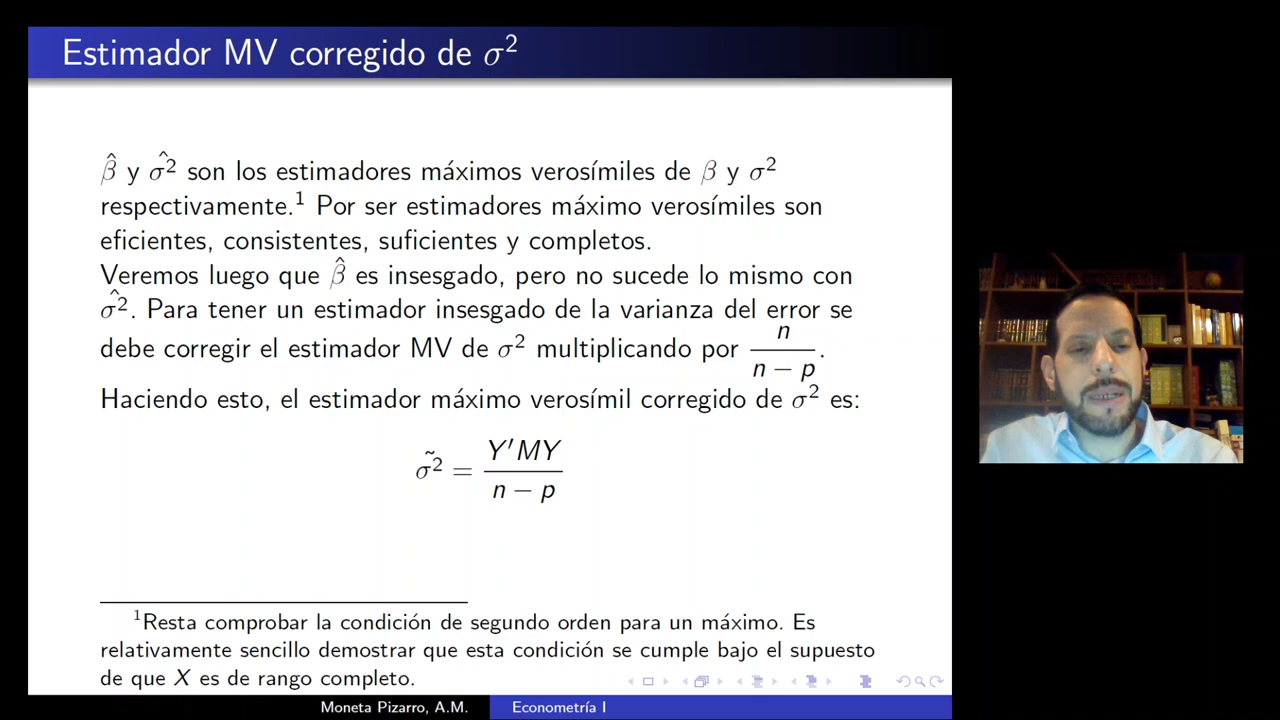 Estimador MV corregido de σ²
β̂ y σ̂² son los estimadores máximos verosímiles de β y σ²
respectivamente.¹ Por ser estimadores máximo verosímiles son
eficientes, consistentes, suficientes y completos.
Veremos luego que β̂ es insesgado, pero no sucede lo mismo con
σ̂². Para tener un estimador insesgado de la varianza del error se
debe corregir el estimador MV de σ² multiplicando por n / (n − p).
Haciendo esto, el estimador máximo verosímil corregido de σ² es:
σ̃² = Y′MY / (n − p)
¹Resta comprobar la condición de segundo orden para un máximo. Es
relativamente sencillo demostrar que esta condición se cumple bajo el supuesto
de que X es de rango completo.
Moneta Pizarro, A.M. Econometría I